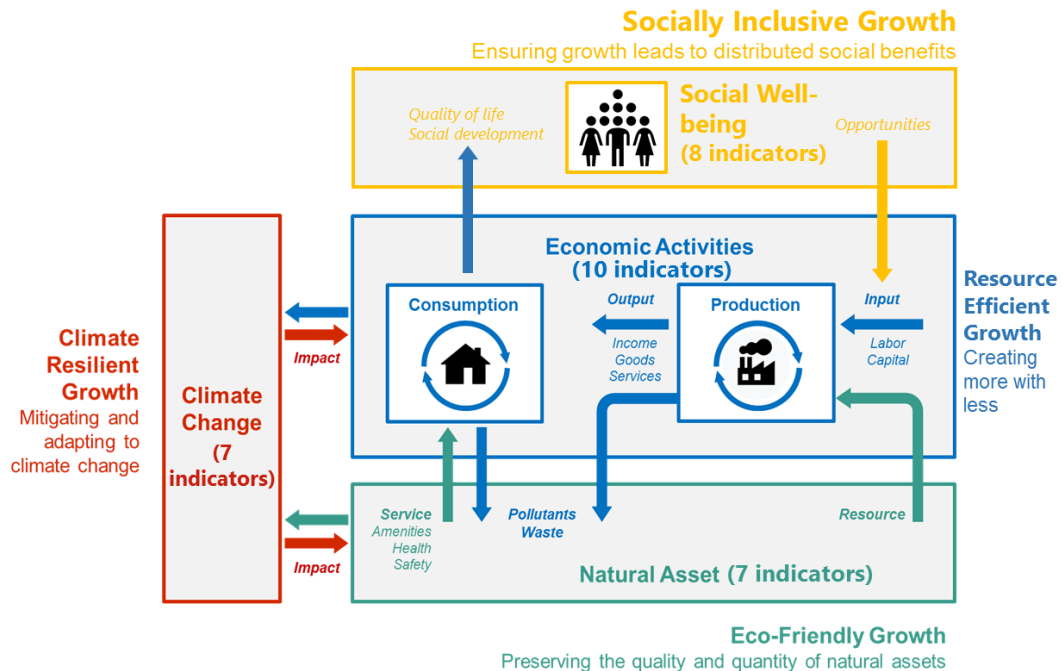 Socially Inclusive Growth
Ensuring growth leads to distributed social benefits
Quality of life
Social development
Social Well-
being
(8 indicators)
Opportunities
Economic Activities
(10 indicators)
Consumption
Output
Income
Goods
Services
Production
Input
Labor
Capital
Resource
Efficient
Growth
Creating
more with
less
Climate
Resilient
Growth
Mitigating and
adapting to
climate change
Climate
Change
(7
indicators)
Impact
Impact
Service
Amenities
Health
Safety
Pollutants
Waste
Resource
Natural Asset (7 indicators)
Eco-Friendly Growth
Preserving the quality and quantity of natural assets